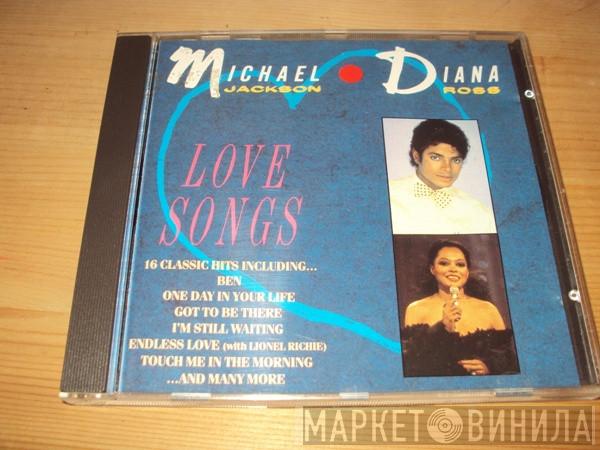 MICHAEL • DIANA
JACKSON ROSS
LOVE
SONGS
16 CLASSIC HITS INCLUDING...
BEN
ONE DAY IN YOUR LIFE
GOT TO BE THERE
I'M STILL WAITING
ENDLESS LOVE (with LIONEL RICHIE)
TOUCH ME IN THE MORNING
...AND MANY MORE
МАРКЕТ ВИНИЛА